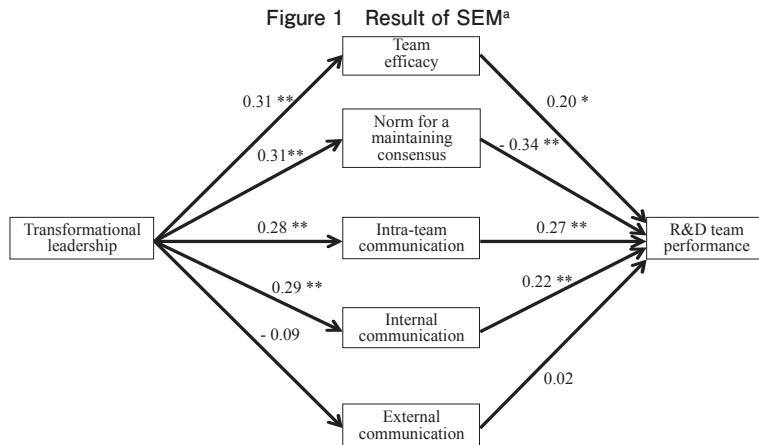 Figure 1 Result of SEMᵃ
Team
efficacy
0.31 **
0.20 *
Norm for a
maintaining
consensus
0.31**
- 0.34 **
Transformational
leadership
0.28 **
Intra-team
communication
0.27 **
R&D team
performance
0.29 **
Internal
communication
0.22 **
- 0.09
0.02
External
communication